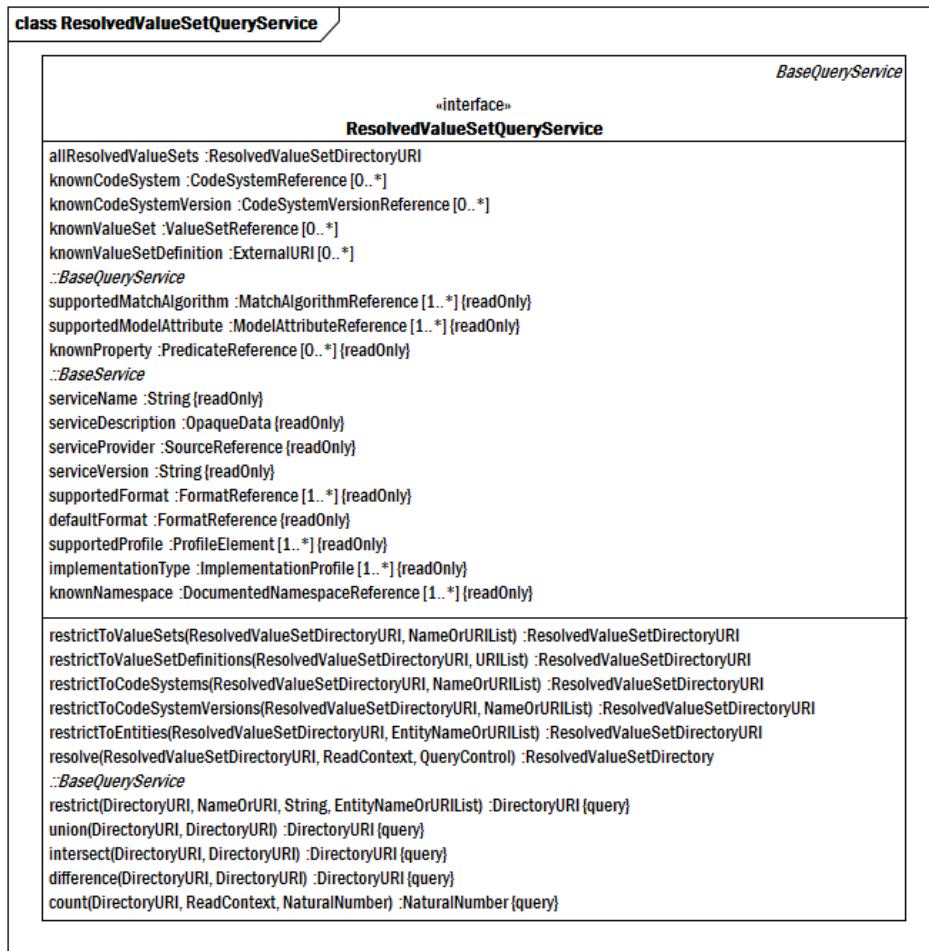 class ResolvedValueSetQueryService
BaseQueryService
«interface»
ResolvedValueSetQueryService
allResolvedValueSets :ResolvedValueSetDirectoryURI
knownCodeSystem :CodeSystemReference [0..*]
knownCodeSystemVersion :CodeSystemVersionReference [0..*]
knownValueSet :ValueSetReference [0..*]
knownValueSetDefinition :ExternalURI [0..*]
::BaseQueryService
supportedMatchAlgorithm :MatchAlgorithmReference [1..*] {readOnly}
supportedModelAttribute :ModelAttributeReference [1..*] {readOnly}
knownProperty :PredicateReference [0..*] {readOnly}
::BaseService
serviceName :String {readOnly}
serviceDescription :OpaqueData {readOnly}
serviceProvider :SourceReference {readOnly}
serviceVersion :String {readOnly}
supportedFormat :FormatReference [1..*] {readOnly}
defaultFormat :FormatReference {readOnly}
supportedProfile :ProfileElement [1..*] {readOnly}
implementationType :ImplementationProfile [1..*] {readOnly}
knownNamespace :DocumentedNamespaceReference [1..*] {readOnly}
restrictToValueSets(ResolvedValueSetDirectoryURI, NameOrURIList) :ResolvedValueSetDirectoryURI
restrictToValueSetDefinitions(ResolvedValueSetDirectoryURI, URIList) :ResolvedValueSetDirectoryURI
restrictToCodeSystems(ResolvedValueSetDirectoryURI, NameOrURIList) :ResolvedValueSetDirectoryURI
restrictToCodeSystemVersions(ResolvedValueSetDirectoryURI, NameOrURIList) :ResolvedValueSetDirectoryURI
restrictToEntities(ResolvedValueSetDirectoryURI, EntityNameOrURIList) :ResolvedValueSetDirectoryURI
resolve(ResolvedValueSetDirectoryURI, ReadContext, QueryControl) :ResolvedValueSetDirectory
::BaseQueryService
restrict(DirectoryURI, NameOrURI, String, EntityNameOrURIList) :DirectoryURI {query}
union(DirectoryURI, DirectoryURI) :DirectoryURI {query}
intersect(DirectoryURI, DirectoryURI) :DirectoryURI {query}
difference(DirectoryURI, DirectoryURI) :DirectoryURI {query}
count(DirectoryURI, ReadContext, NaturalNumber) :NaturalNumber {query}